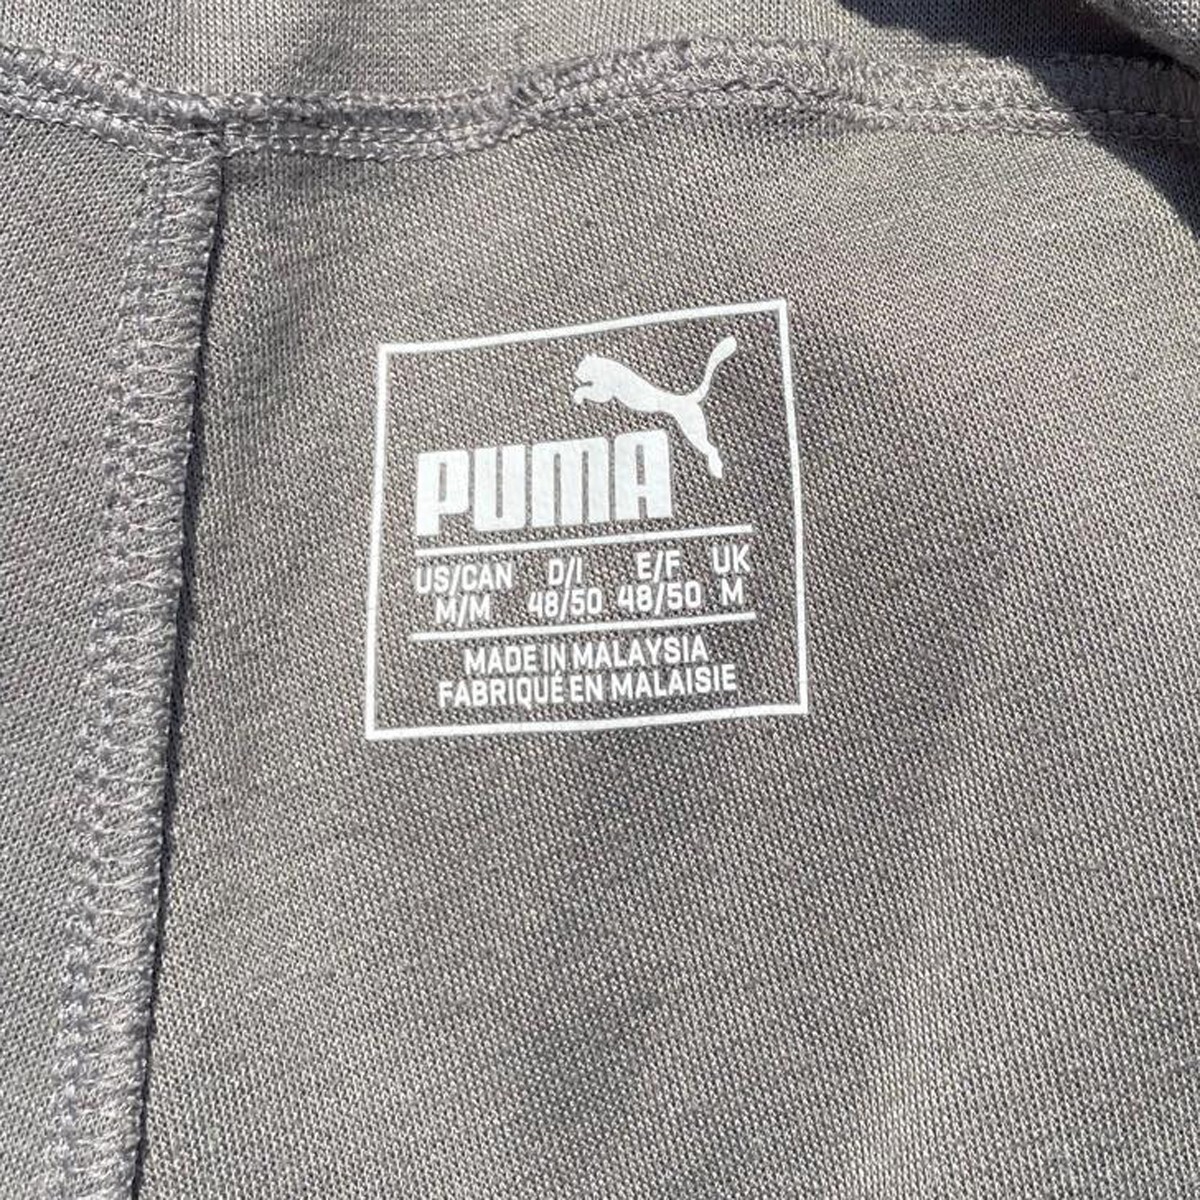 PUMA
US/CAN D/I E/F UK
M/M 48/50 48/50 M
MADE IN MALAYSIA
FABRIQUÉ EN MALAISIE